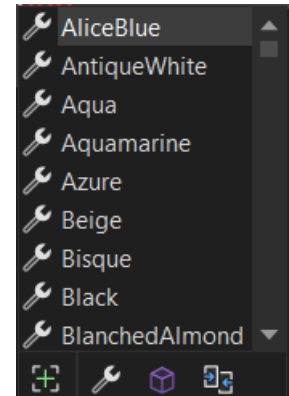 AliceBlue
AntiqueWhite
Aqua
Aquamarine
Azure
Beige
Bisque
Black
BlanchedAlmond